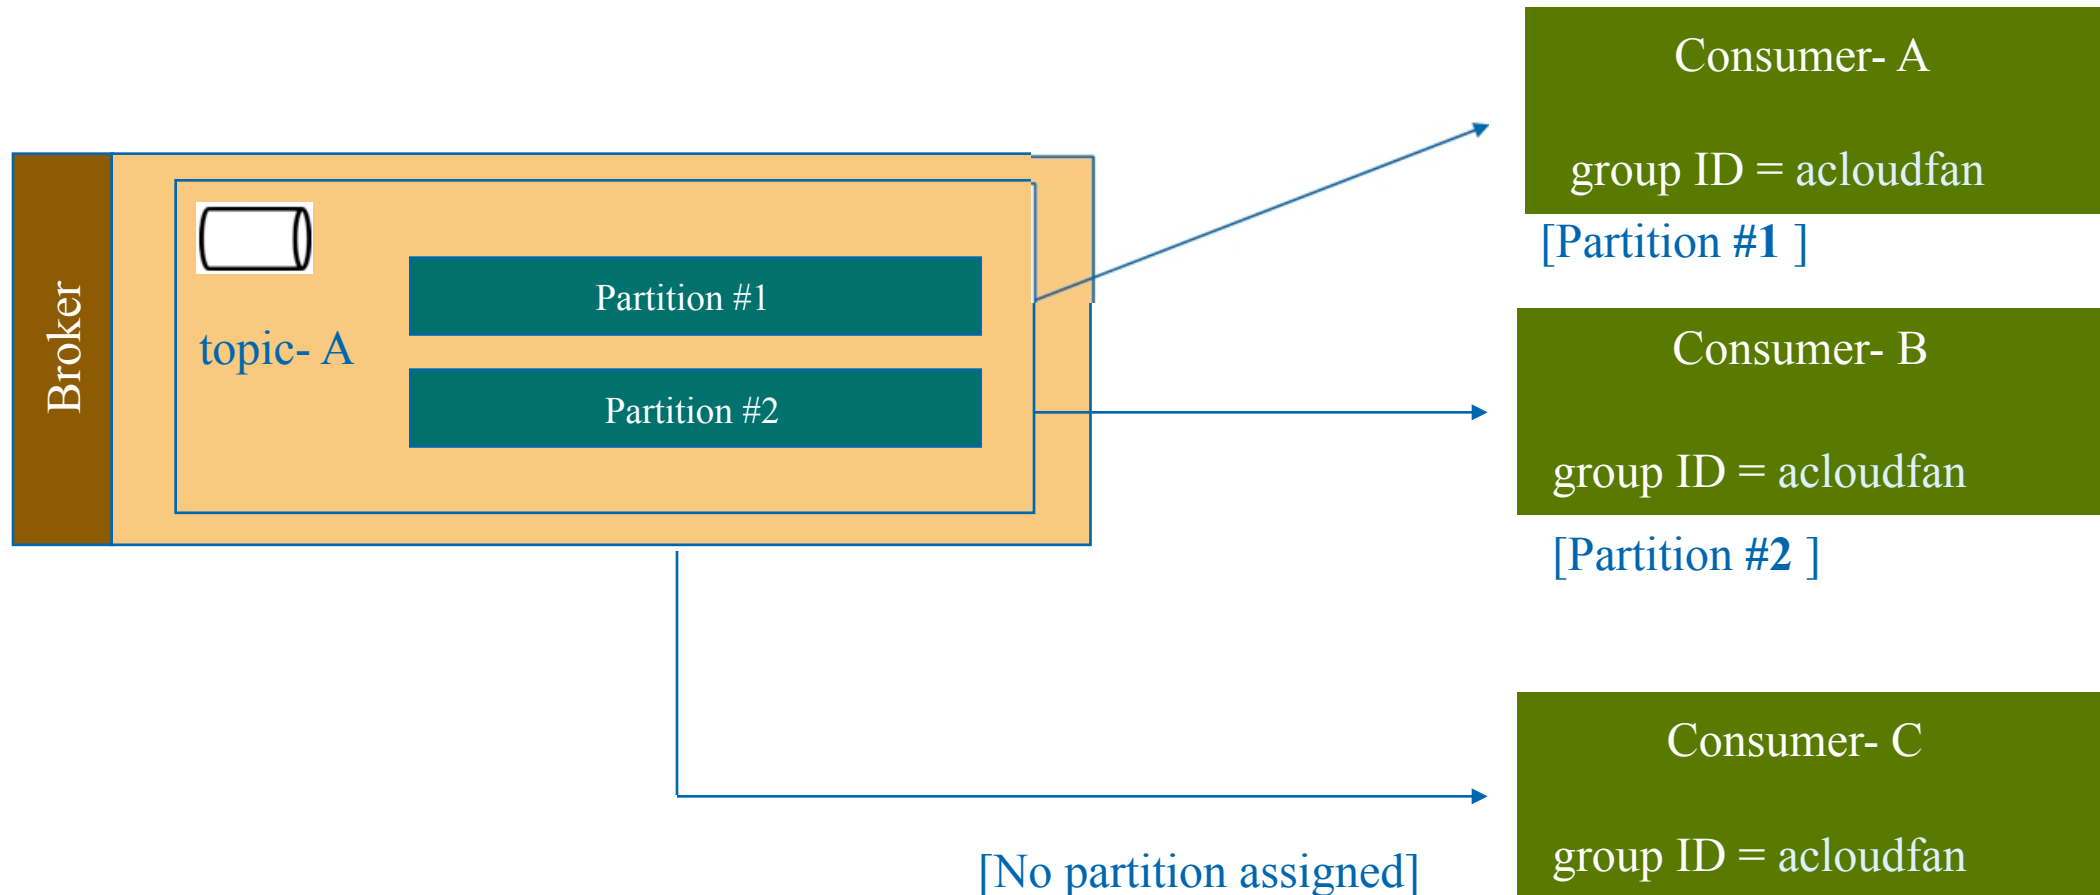 Broker
topic- A
Partition #1
Partition #2
Consumer- A
group ID = acloudfan
[Partition #1 ]
Consumer- B
group ID = acloudfan
[Partition #2 ]
Consumer- C
group ID = acloudfan
[No partition assigned]